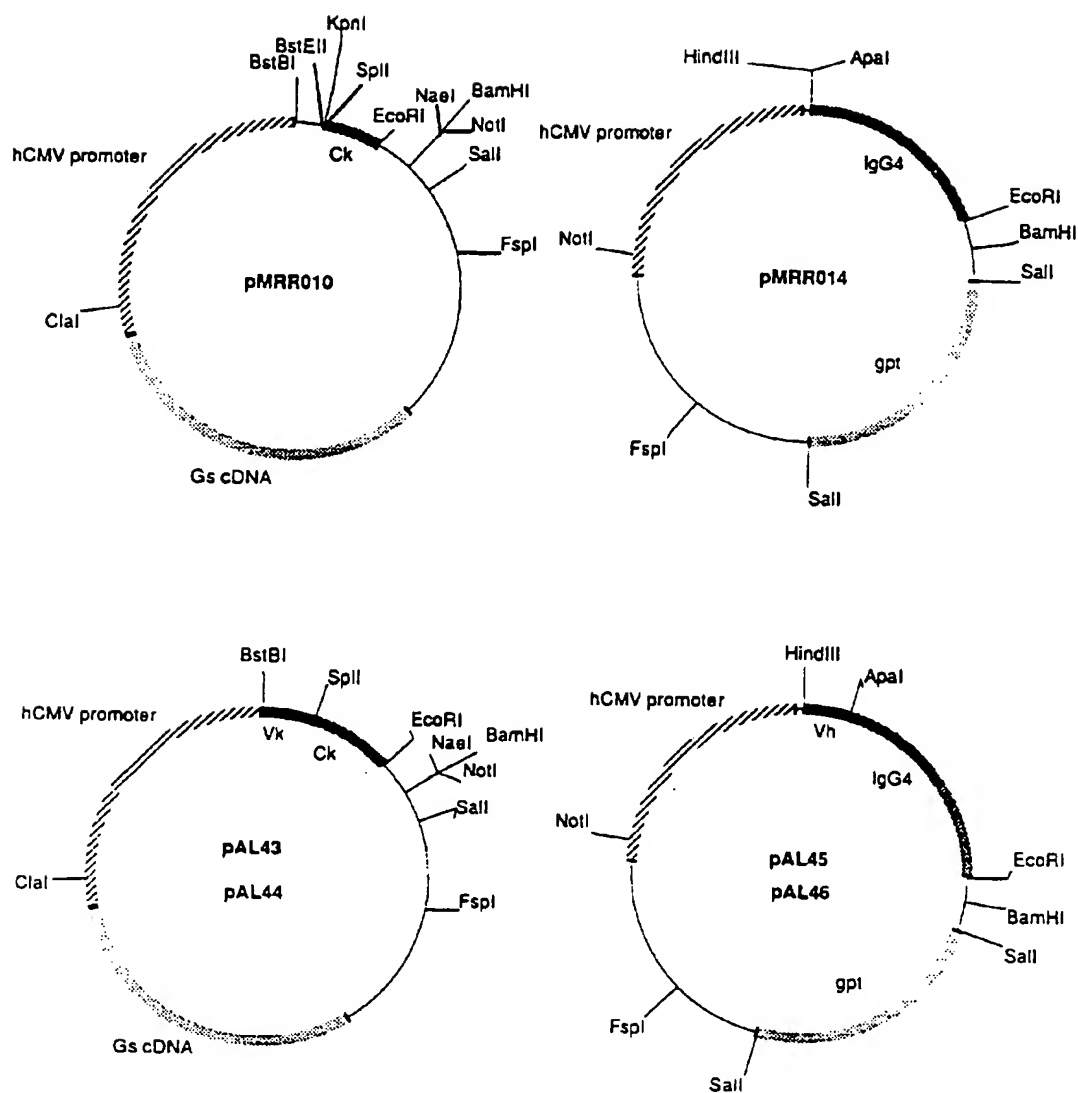 KpnI
BstEII
BstBI
SplI
EcoRI
NaeI
BamHI
NotI
SalI
hCMV promoter
Ck
FspI
pMRR010
ClaI
Gs cDNA
HindIII
ApaI
hCMV promoter
IgG4
EcoRI
BamHI
SalI
NotI
pMRR014
gpt
FspI
SalI
BstBI
SplI
hCMV promoter
Vk
Ck
EcoRI
NaeI
BamHI
NotI
SalI
pAL43
pAL44
ClaI
FspI
Gs cDNA
HindIII
ApaI
hCMV promoter
Vh
IgG4
NotI
pAL45
pAL46
EcoRI
BamHI
SalI
gpt
FspI
SalI